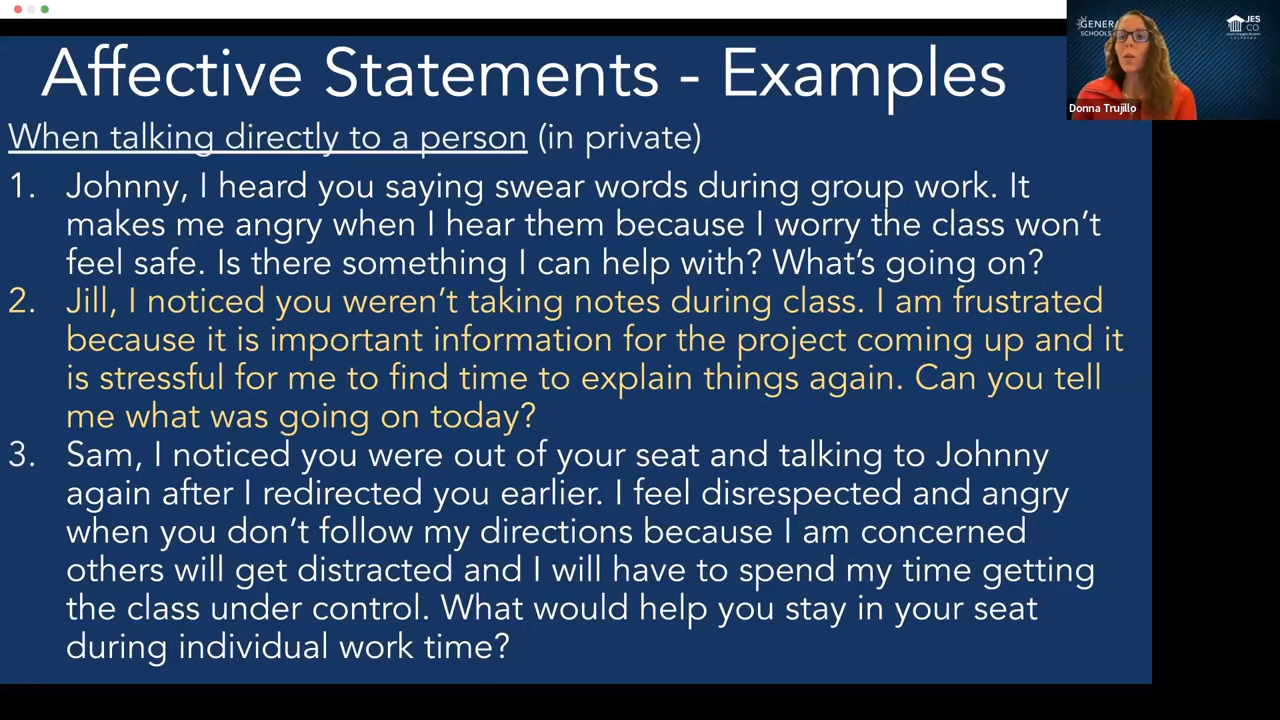 Affective Statements - Examples
When talking directly to a person (in private)
1. Johnny, I heard you saying swear words during group work. It
makes me angry when I hear them because I worry the class won't
feel safe. Is there something I can help with? What's going on?
2. Jill, I noticed you weren't taking notes during class. I am frustrated
because it is important information for the project coming up and it
is stressful for me to find time to explain things again. Can you tell
me what was going on today?
3. Sam, I noticed you were out of your seat and talking to Johnny
again after I redirected you earlier. I feel disrespected and angry
when you don't follow my directions because I am concerned
others will get distracted and I will have to spend my time getting
the class under control. What would help you stay in your seat
during individual work time?
GENERA
SCHOOLS
JES
CO
Donna Trujillo